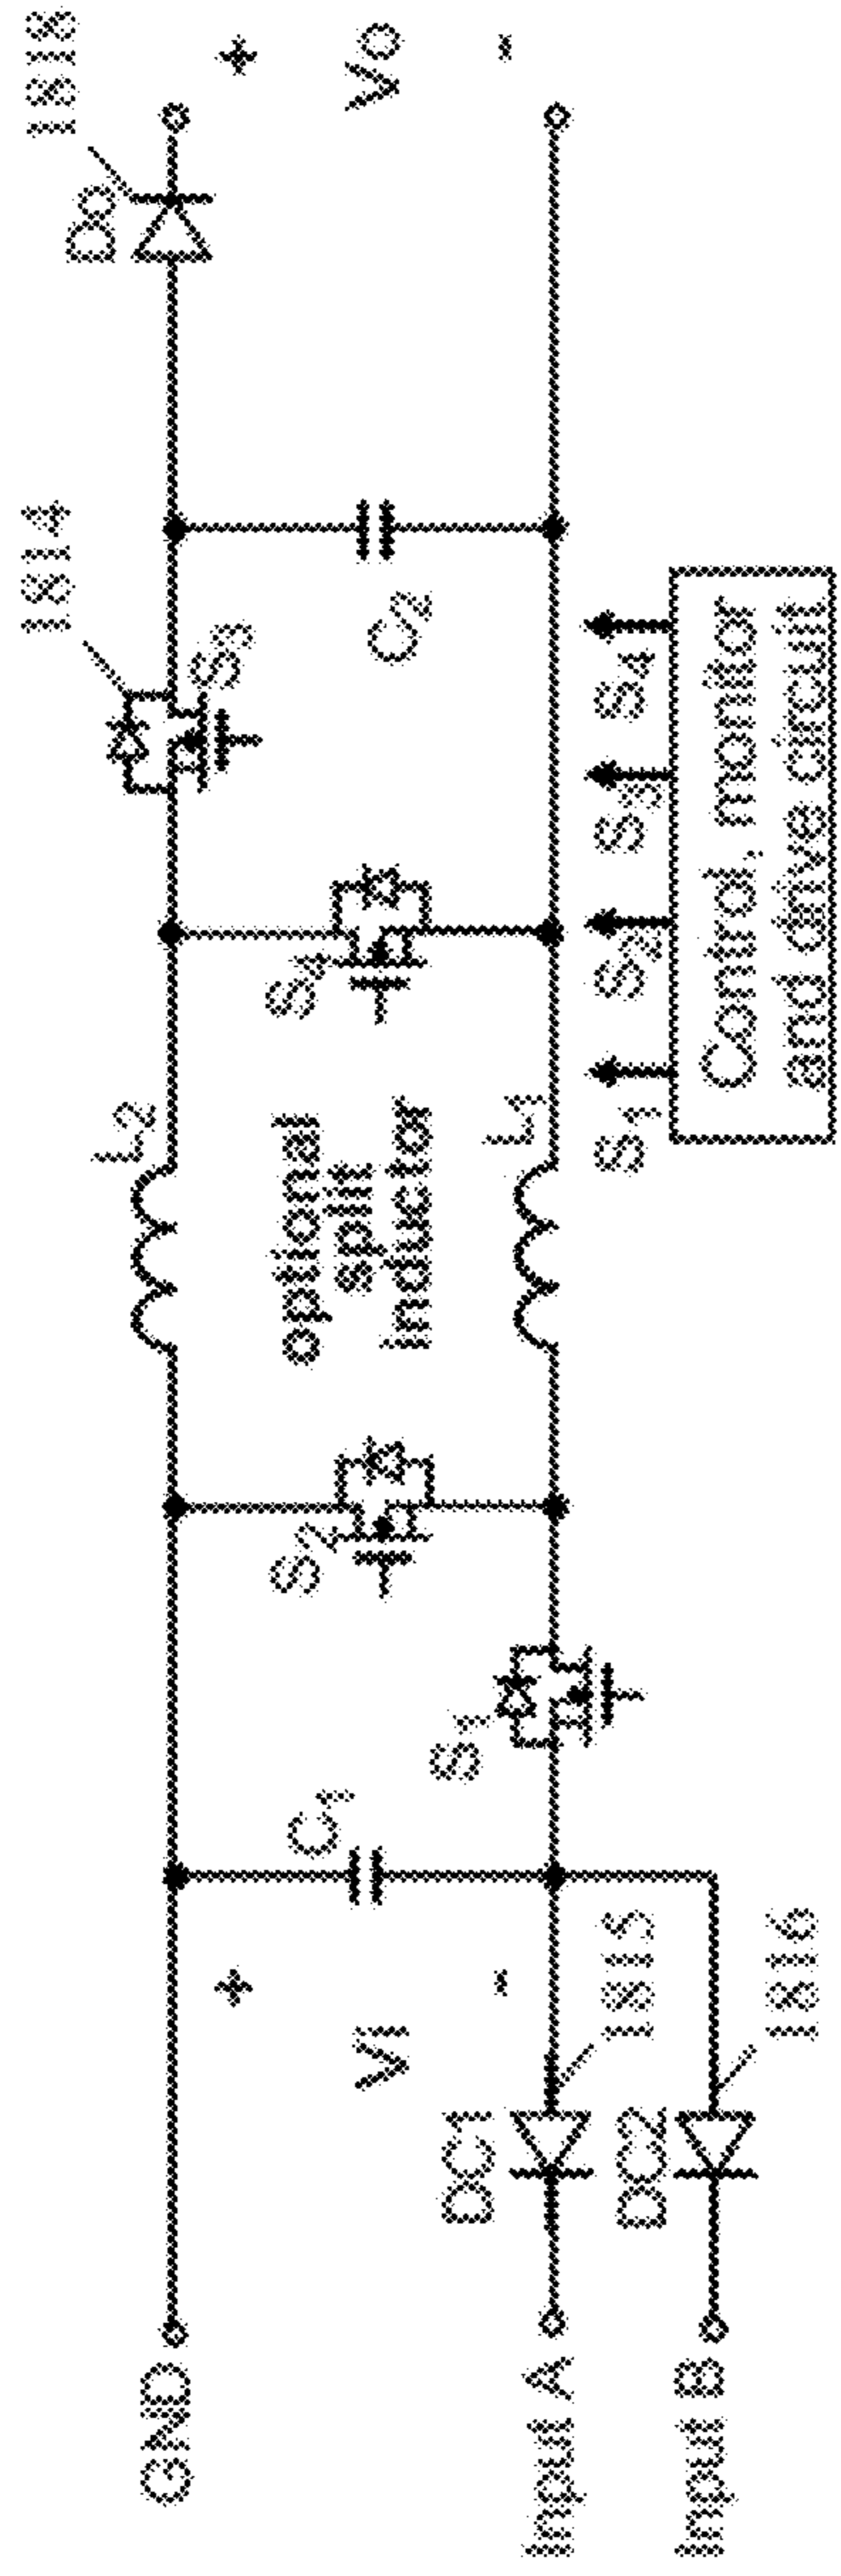 GND
Input A
Input B
Vi
+
-
DC1
DC2
1815
1816
C1
S1
S2
L2
optional
split
inductor
L1
S4
S3
1814
C2
Do
1818
+
Vo
-
S1
S2
S3
S4
Control, monitor
and drive circuit